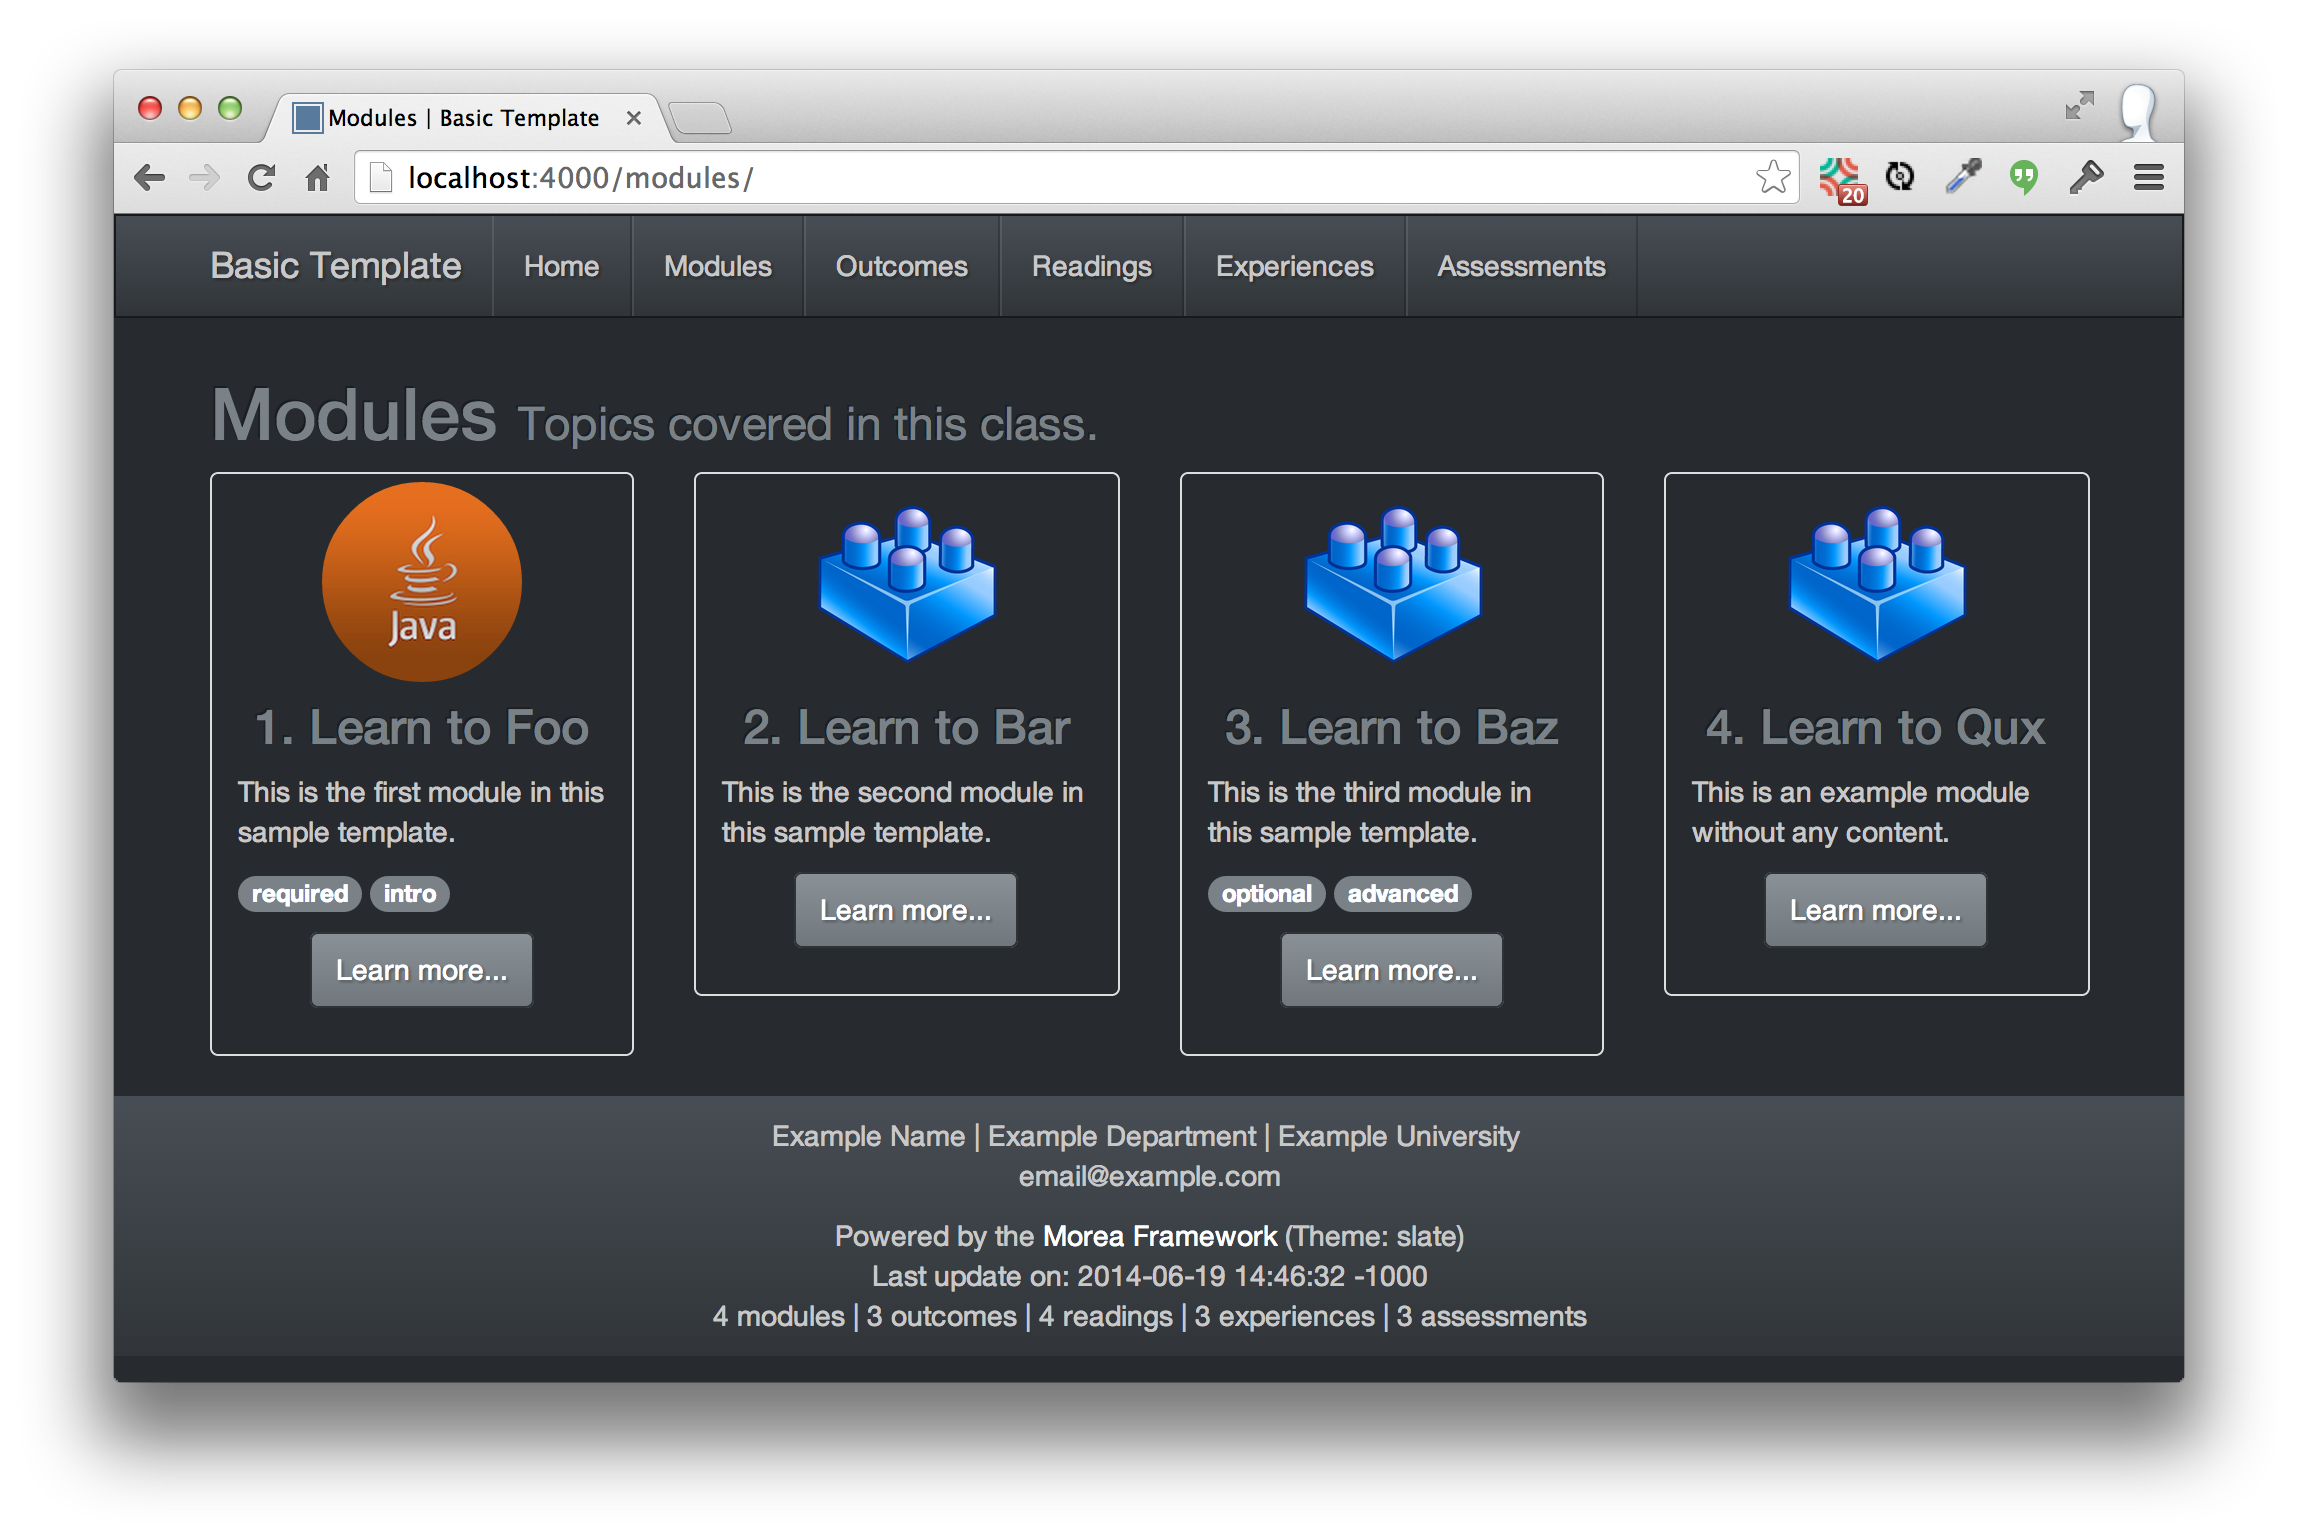 Modules | Basic Template
localhost:4000/modules/
20
Basic Template Home Modules Outcomes Readings Experiences Assessments
Modules Topics covered in this class.
Java
1. Learn to Foo
This is the first module in this
sample template.
required intro
Learn more...
2. Learn to Bar
This is the second module in
this sample template.
Learn more...
3. Learn to Baz
This is the third module in
this sample template.
optional advanced
Learn more...
4. Learn to Qux
This is an example module
without any content.
Learn more...
Example Name | Example Department | Example University
email@example.com
Powered by the Morea Framework (Theme: slate)
Last update on: 2014-06-19 14:46:32 -1000
4 modules | 3 outcomes | 4 readings | 3 experiences | 3 assessments